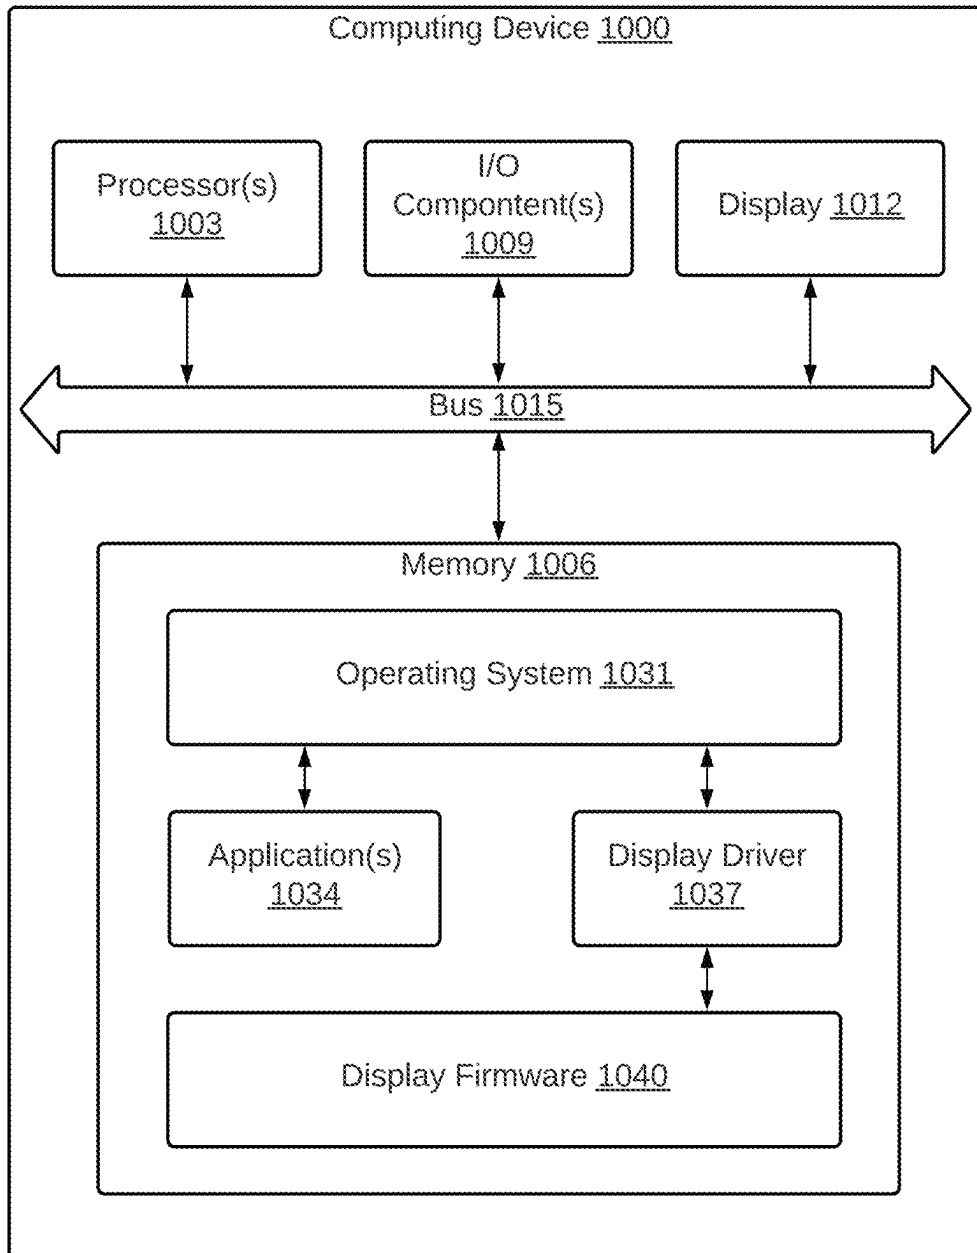 Computing Device 1000
Processor(s)
1003
I/O
Compontent(s)
1009
Display 1012
Bus 1015
Memory 1006
Operating System 1031
Application(s)
1034
Display Driver
1037
Display Firmware 1040